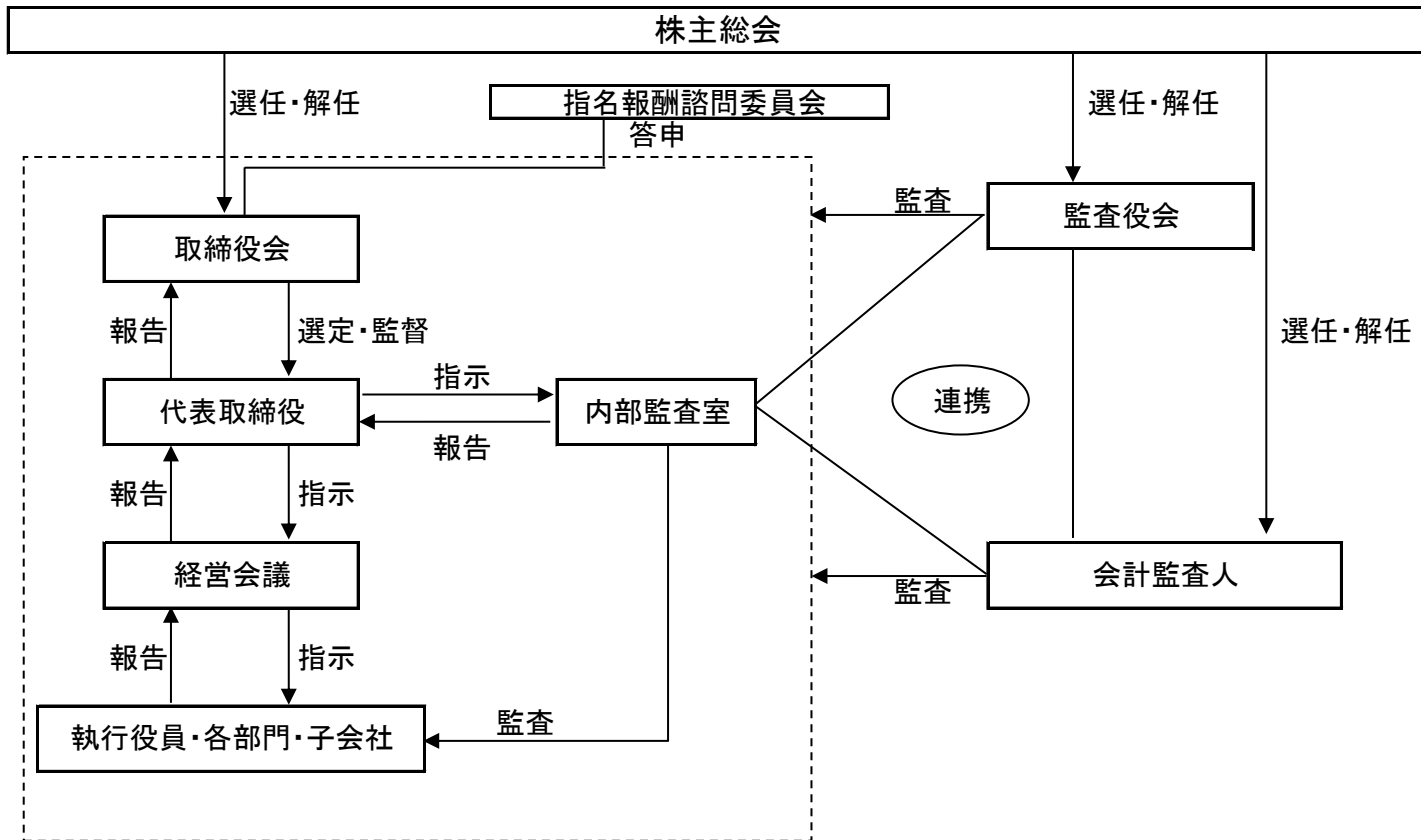 株主総会
選任・解任
指名報酬諮問委員会
選任・解任
答申
監査
監査役会
取締役会
報告
選定・監督
選任・解任
指示
代表取締役
内部監査室
連携
報告
報告
指示
経営会議
監査
会計監査人
報告
指示
監査
執行役員・各部門・子会社